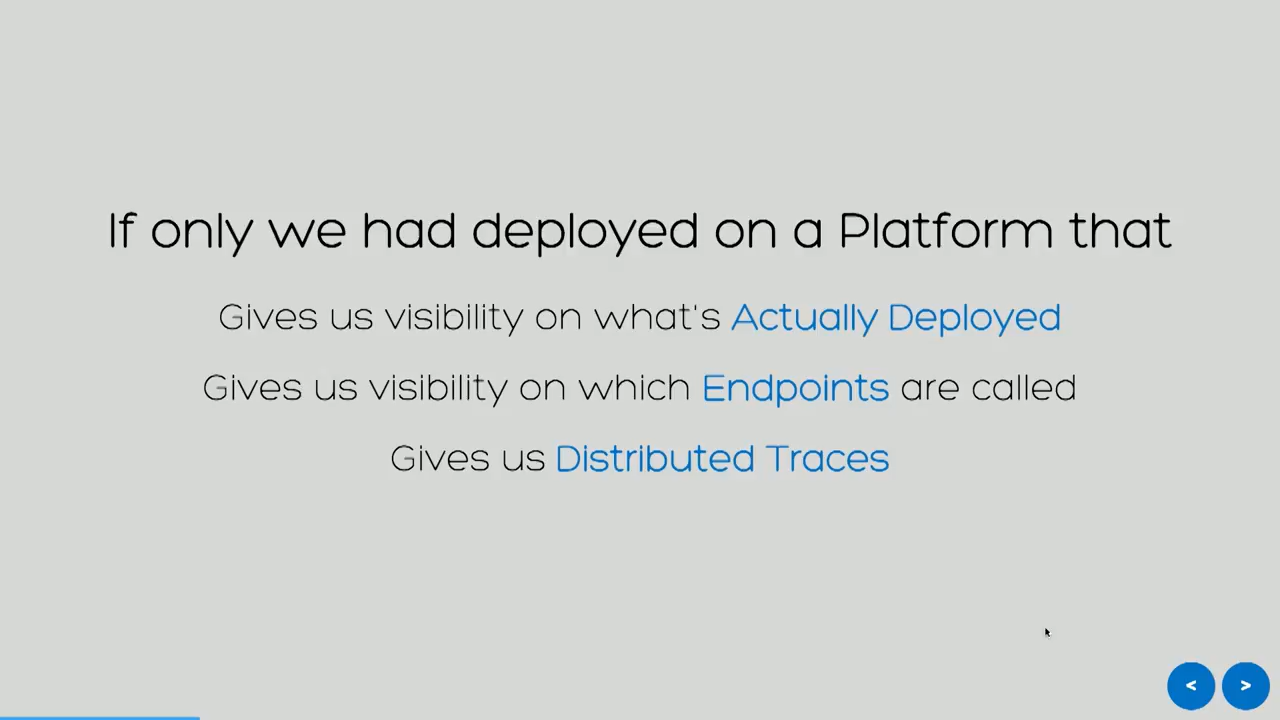 If only we had deployed on a Platform that
Gives us visibility on what's Actually Deployed
Gives us visibility on which Endpoints are called
Gives us Distributed Traces
< >